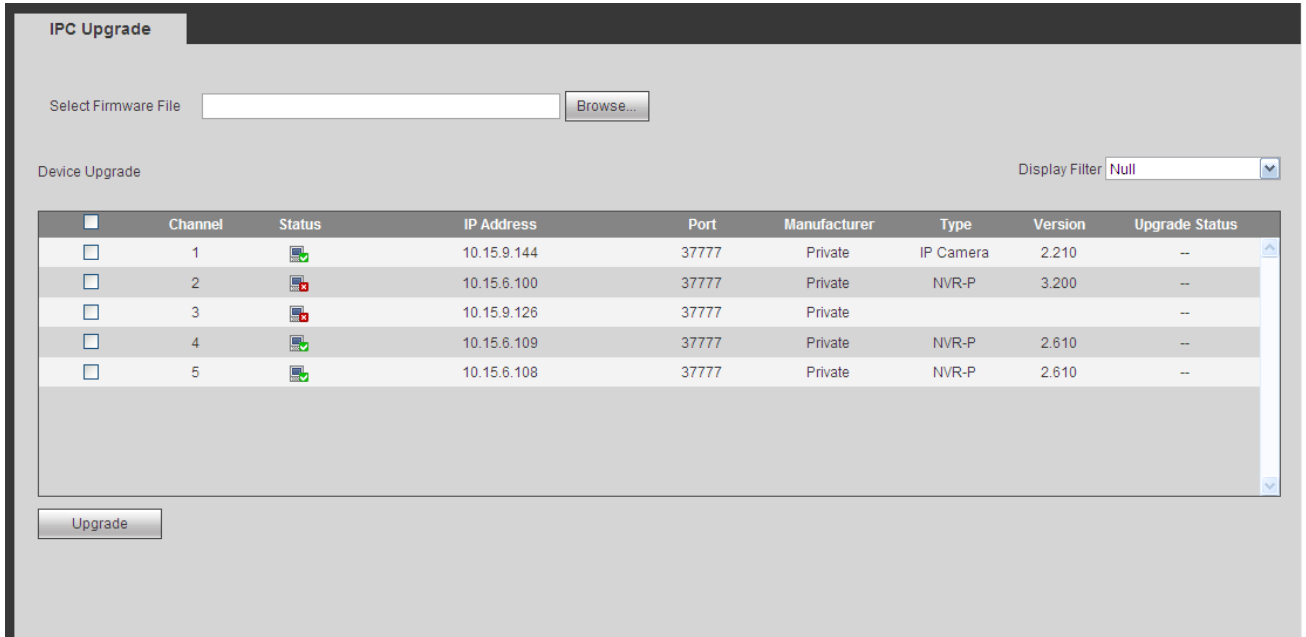 IPC Upgrade
Select Firmware File Browse...
Device Upgrade Display Filter Null
Channel Status IP Address Port Manufacturer Type Version Upgrade Status
1 10.15.9.144 37777 Private IP Camera 2.210 --
2 10.15.6.100 37777 Private NVR-P 3.200 --
3 10.15.9.126 37777 Private --
4 10.15.6.109 37777 Private NVR-P 2.610 --
5 10.15.6.108 37777 Private NVR-P 2.610 --
Upgrade